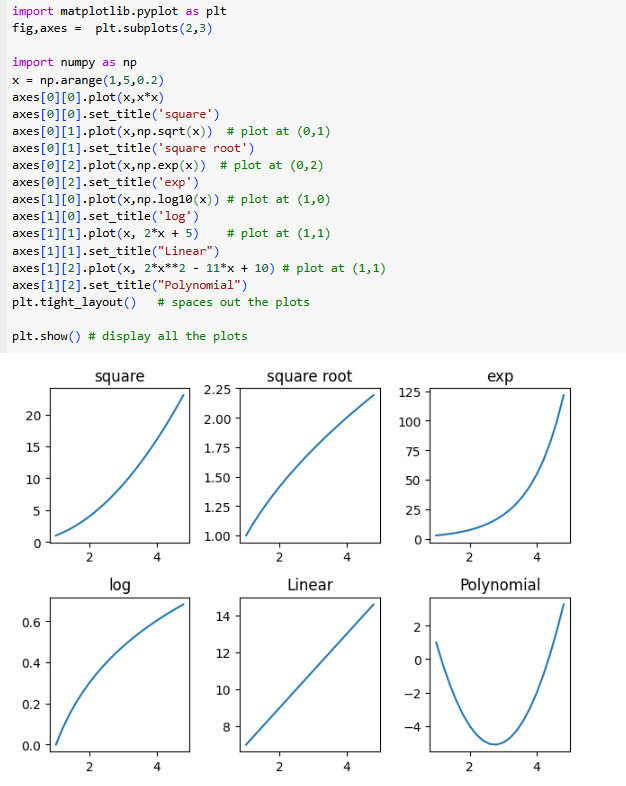 import matplotlib.pyplot as plt
fig,axes =  plt.subplots(2,3)
import numpy as np
x = np.arange(1,5,0.2)
axes[0][0].plot(x,x*x)
axes[0][0].set_title('square')
axes[0][1].plot(x,np.sqrt(x))  # plot at (0,1)
axes[0][1].set_title('square root')
axes[0][2].plot(x,np.exp(x))  # plot at (0,2)
axes[0][2].set_title('exp')
axes[1][0].plot(x,np.log10(x)) # plot at (1,0)
axes[1][0].set_title('log')
axes[1][1].plot(x, 2*x + 5)    # plot at (1,1)
axes[1][1].set_title("Linear")
axes[1][2].plot(x, 2*x**2 - 11*x + 10) # plot at (1,1)
axes[1][2].set_title("Polynomial")
plt.tight_layout()   # spaces out the plots
plt.show() # display all the plots
square
20
15
10
5
0
2 4
square root
2.25
2.00
1.75
1.50
1.25
1.00
2 4
exp
125
100
75
50
25
0
2 4
log
0.6
0.4
0.2
0.0
2 4
Linear
14
12
10
8
2 4
Polynomial
2
0
−2
−4
2 4